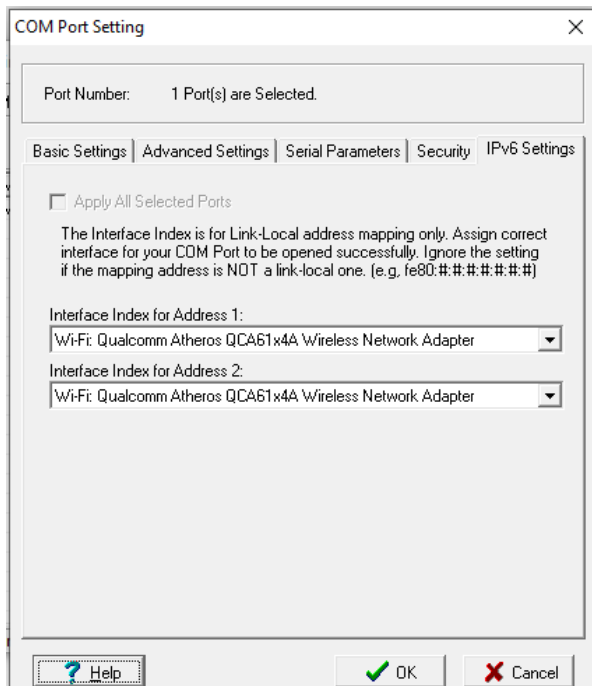 COM Port Setting
Port Number: 1 Port(s) are Selected.
Basic Settings Advanced Settings Serial Parameters Security IPv6 Settings
Apply All Selected Ports
The Interface Index is for Link-Local address mapping only. Assign correct
interface for your COM Port to be opened successfully. Ignore the setting
if the mapping address is NOT a link-local one. (e.g, fe80:#:#:#:#:#:#:#)
Interface Index for Address 1:
Wi-Fi: Qualcomm Atheros QCA61x4A Wireless Network Adapter
Interface Index for Address 2:
Wi-Fi: Qualcomm Atheros QCA61x4A Wireless Network Adapter
? Help OK Cancel